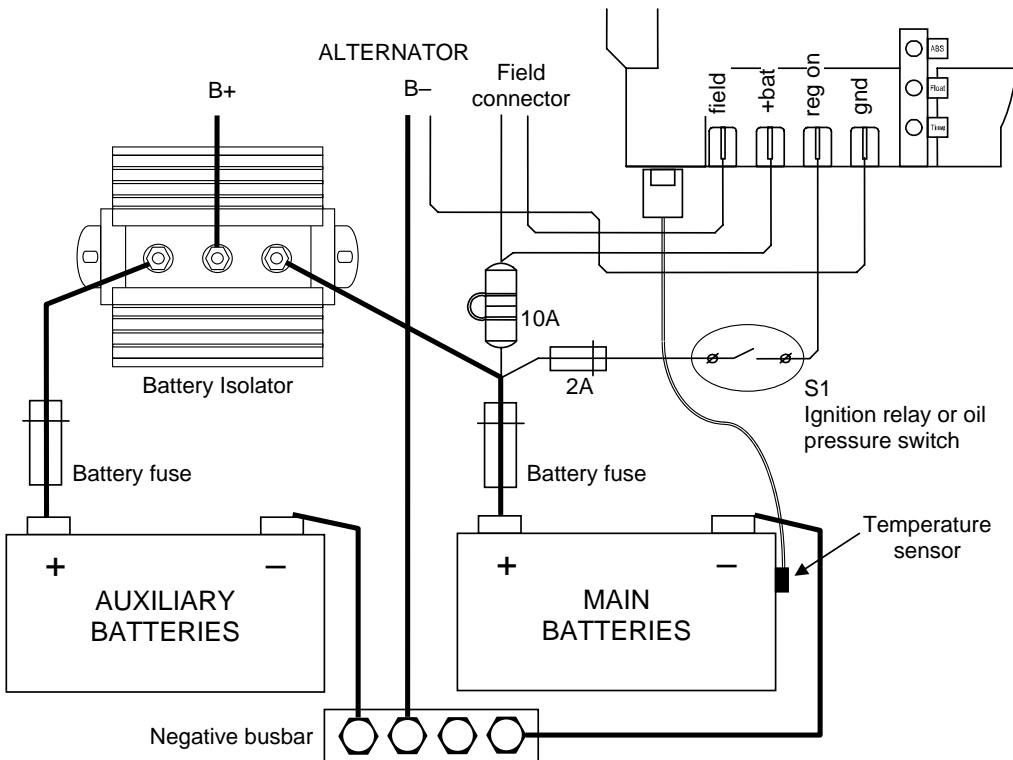 ALTERNATOR
B+
B–
Field
connector
field
+bat
reg on
gnd
ABS
Float
Time
10A
2A
S1
Ignition relay or oil
pressure switch
Battery Isolator
Battery fuse
Battery fuse
Temperature
sensor
+
–
AUXILIARY
BATTERIES
+
–
MAIN
BATTERIES
Negative busbar